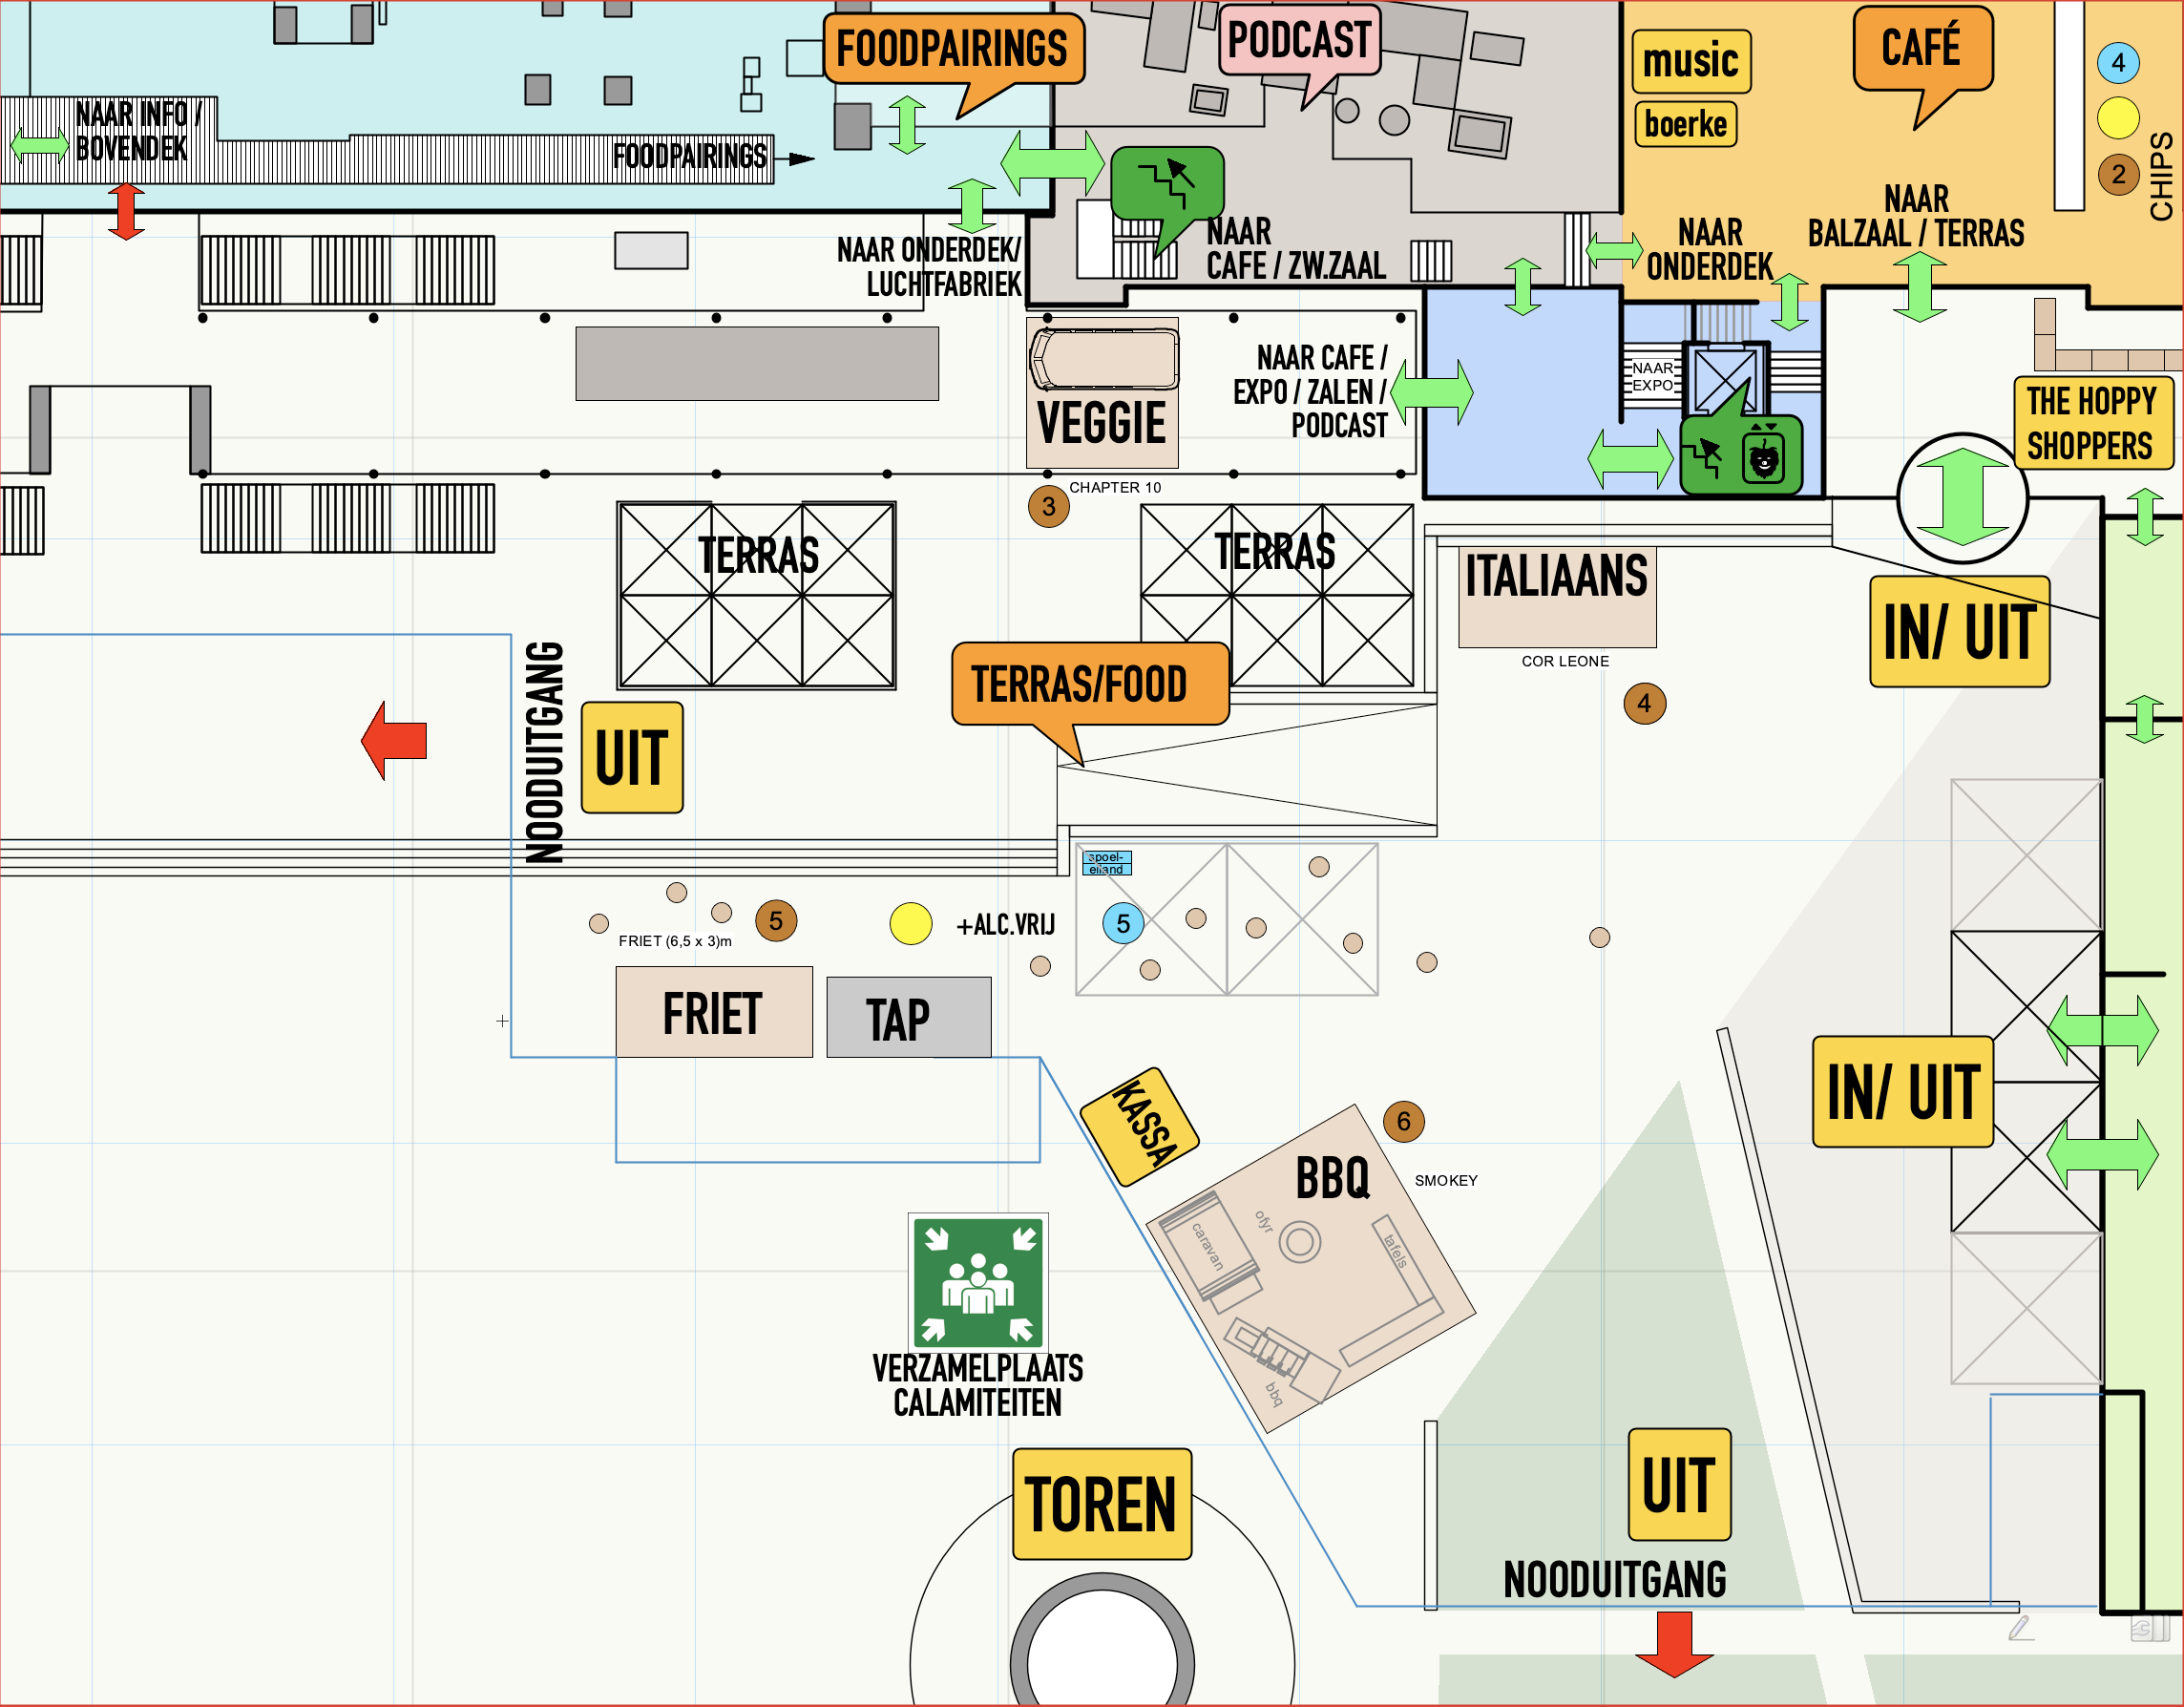 FOODPAIRINGS
PODCAST
music
boerke
CAFÉ
4
2
CHIPS
NAAR INFO /
BOVENDEK
FOODPAIRINGS
NAAR ONDERDEK/
LUCHTFABRIEK
NAAR
CAFE / ZW.ZAAL
NAAR
ONDERDEK
NAAR
BALZAAL / TERRAS
VEGGIE
CHAPTER 10
3
NAAR CAFE /
EXPO / ZALEN /
PODCAST
NAAR
EXPO
THE HOPPY
SHOPPERS
TERRAS
TERRAS
ITALIAANS
COR LEONE
4
IN/ UIT
NOODUITGANG
UIT
TERRAS/FOOD
spoel-
eiland
5
+ALC.VRIJ
5
FRIET (6,5 x 3)m
FRIET
TAP
KASSA
6
BBQ
SMOKEY
caravan
ofyr
tafels
bbq
IN/ UIT
VERZAMELPLAATS
CALAMITEITEN
TOREN
UIT
NOODUITGANG